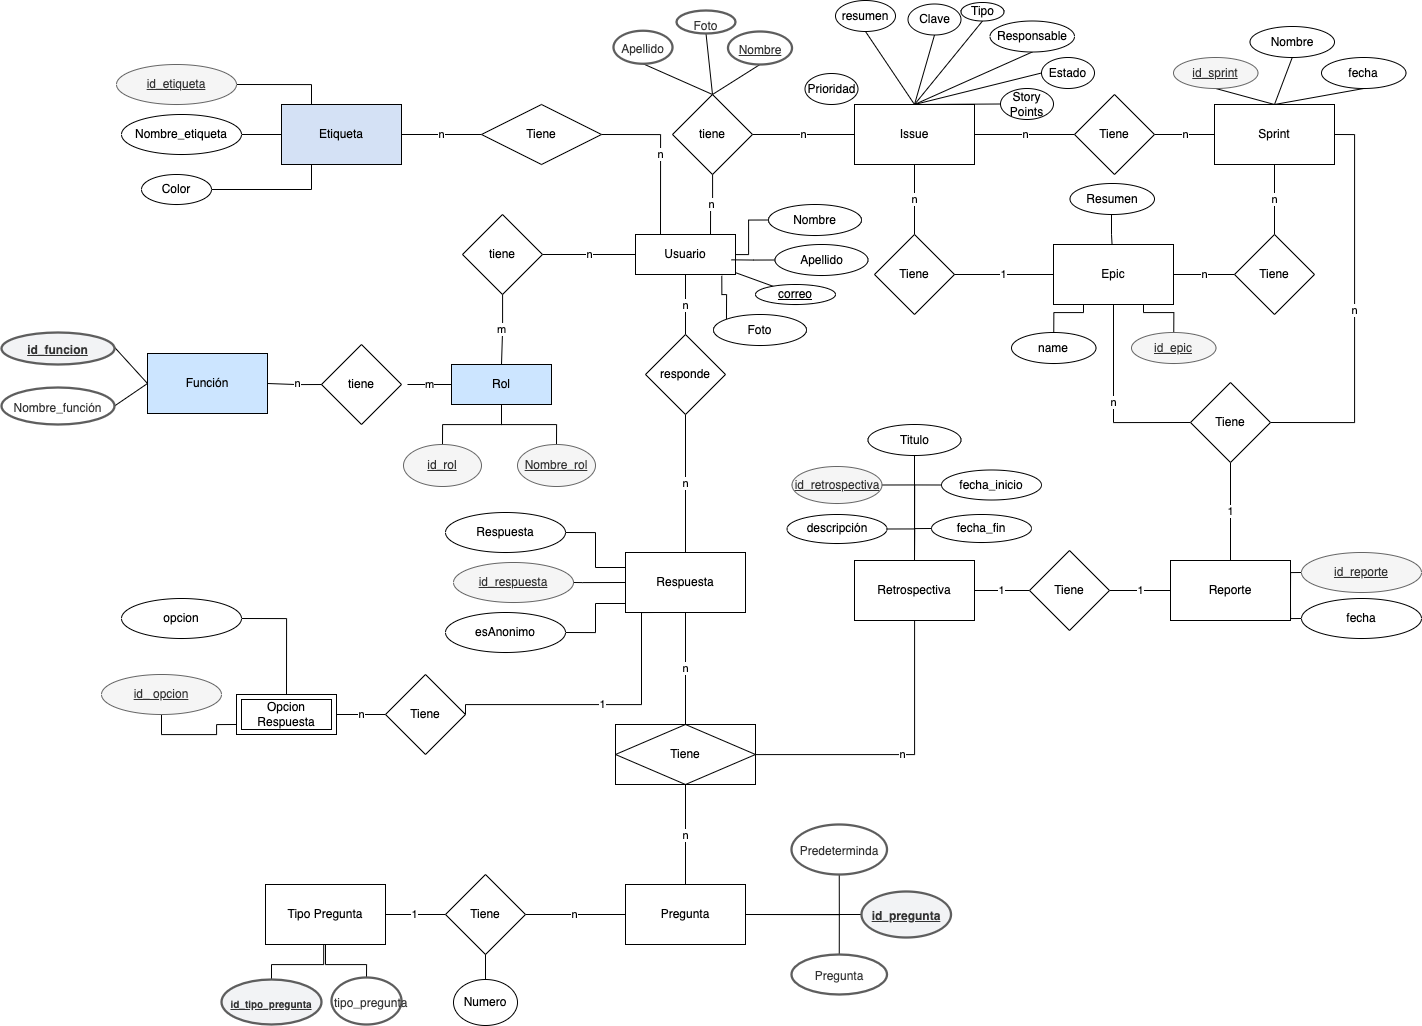 resumen
Clave
Tipo
Foto
Apellido
Nombre
Responsable
Nombre
id_sprint
fecha
Estado
id_etiqueta
Prioridad
Story
Points
Nombre_etiqueta
Etiqueta
n
Tiene
n
tiene
n
Issue
n
Tiene
n
Sprint
Color
n
n
n
Resumen
Nombre
tiene
n
Usuario
Apellido
Tiene
1
Epic
n
Tiene
correo
n
Foto
n
m
id_funcion
name
id_epic
Nombre_función
Función
n
tiene
m
Rol
responde
n
Tiene
id_rol
Nombre_rol
Titulo
id_retrospectiva
fecha_inicio
n
1
descripción
fecha_fin
Respuesta
id_respuesta
Respuesta
esAnonimo
Retrospectiva
1
Tiene
1
Reporte
id_reporte
fecha
opcion
n
id_ opcion
Opcion
Respuesta
n
Tiene
1
Tiene
n
n
Predeterminda
Tipo Pregunta
1
Tiene
n
Pregunta
id_pregunta
Pregunta
id_tipo_pregunta
tipo_pregunta
Numero